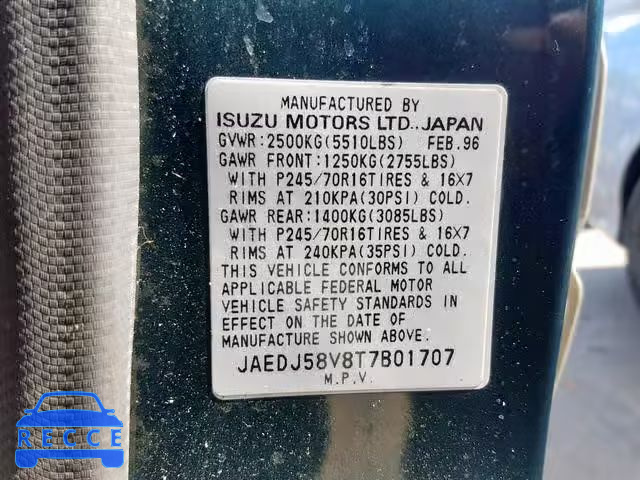 MANUFACTURED BY
ISUZU MOTORS LTD., JAPAN
GVWR:2500KG(5510LBS) FEB.96
GAWR FRONT:1250KG(2755LBS)
WITH P245/70R16TIRES & 16X7
RIMS AT 210KPA(30PSI) COLD.
GAWR REAR:1400KG(3085LBS)
WITH P245/70R16TIRES & 16X7
RIMS AT 240KPA(35PSI) COLD.
THIS VEHICLE CONFORMS TO ALL
APPLICABLE FEDERAL MOTOR
VEHICLE SAFETY STANDARDS IN
EFFECT ON THE DATE OF
MANUFACTURE SHOWN ABOVE.
JAEDJ58V8T7B01707
M.P.V.
RECCE